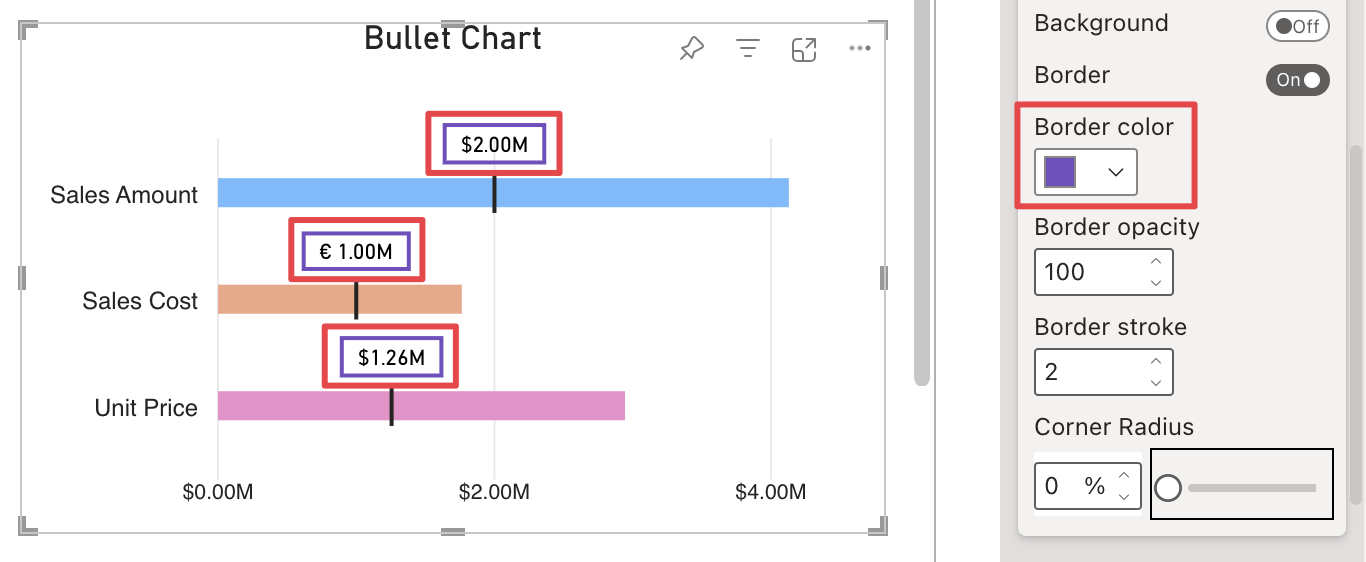 Bullet Chart
$2.00M
Sales Amount
€ 1.00M
Sales Cost
$1.26M
Unit Price
$0.00M $2.00M $4.00M
Background Off
Border On
Border color
Border opacity
100
Border stroke
2
Corner Radius
0 %